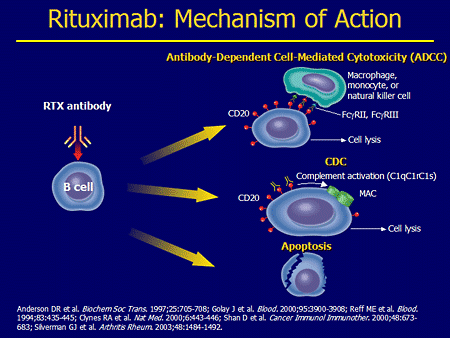 Rituximab: Mechanism of Action
Antibody-Dependent Cell-Mediated Cytotoxicity (ADCC)
Macrophage,
monocyte, or
natural killer cell
RTX antibody
CD20
FcγRII, FcγRIII
Cell lysis
B cell
CDC
Complement activation (C1qC1rC1s)
CD20
MAC
Cell lysis
Apoptosis
Anderson DR et al. Biochem Soc Trans. 1997;25:705-708; Golay J et al. Blood. 2000;95:3900-3908; Reff ME et al. Blood.
1994;83:435-445; Clynes RA et al. Nat Med. 2000;6:443-446; Shan D et al. Cancer Immunol Immunother. 2000;48:673-
683; Silverman GJ et al. Arthritis Rheum. 2003;48:1484-1492.